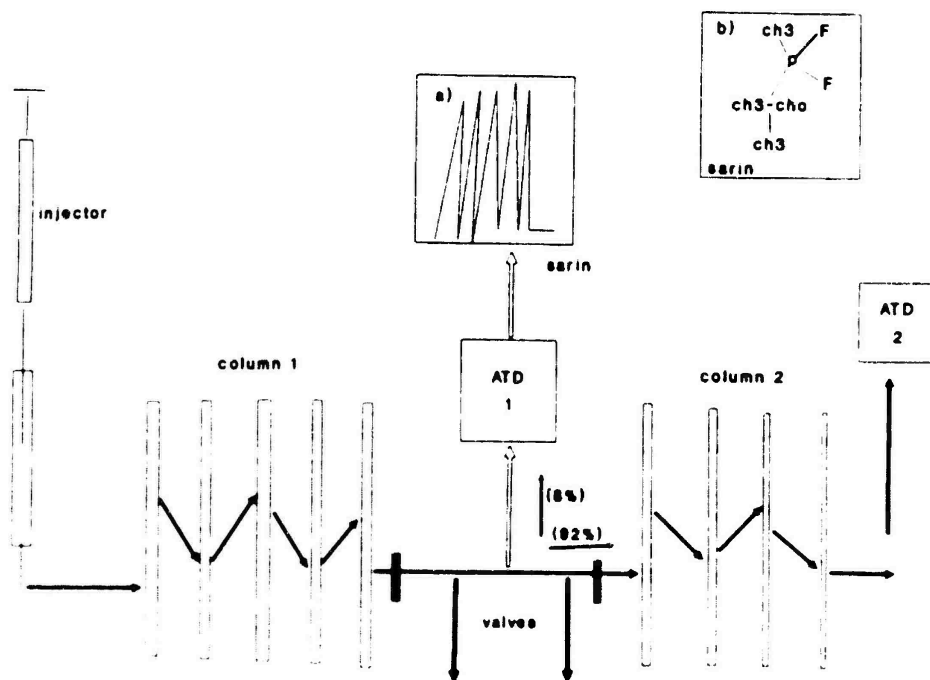 b)
ch3
F
P
F
ch3-cho
ch3
sarin
a)
injector
sarin
ATD
2
column 1
ATD
1
column 2
(8%)
(92%)
valves